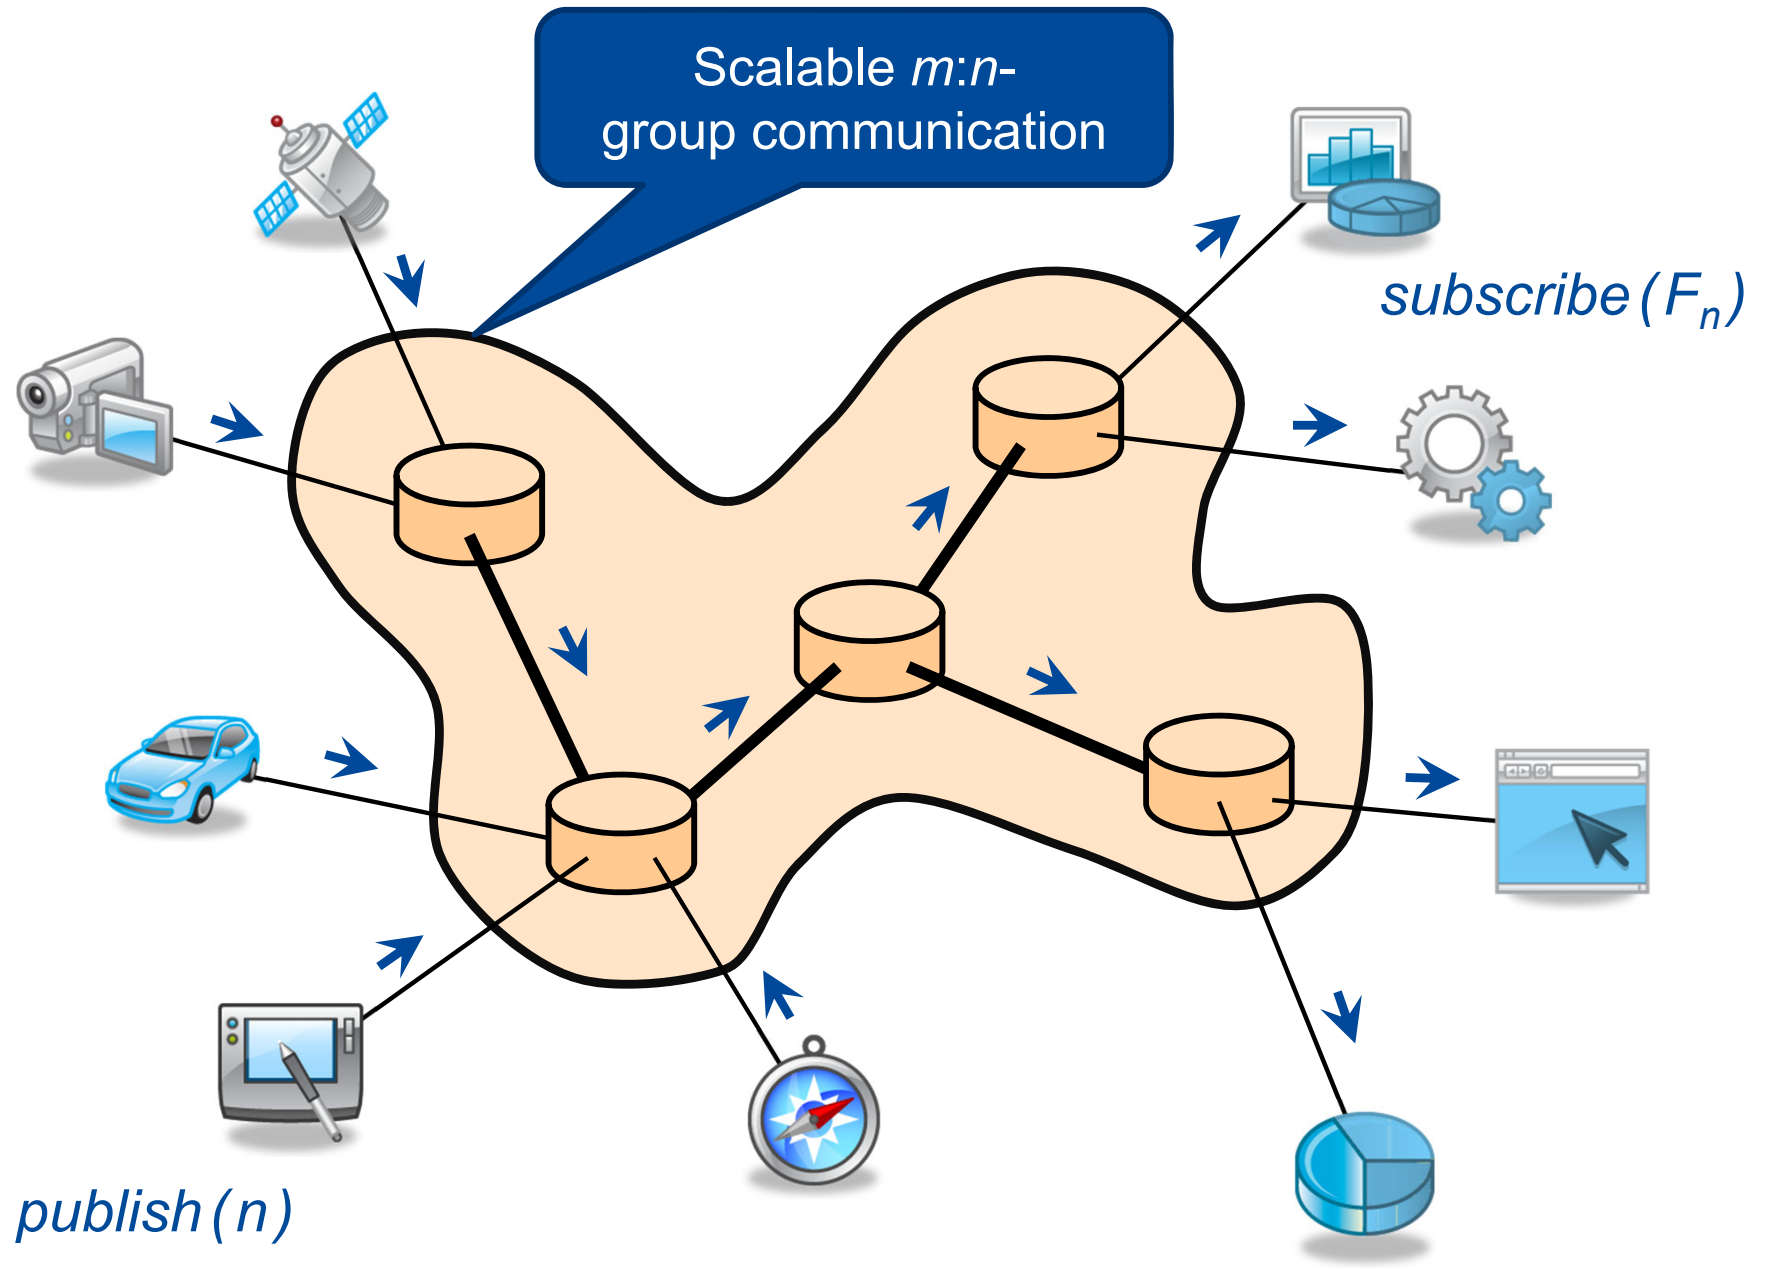 Scalable m:n-
group communication
subscribe(Fn)
publish(n)